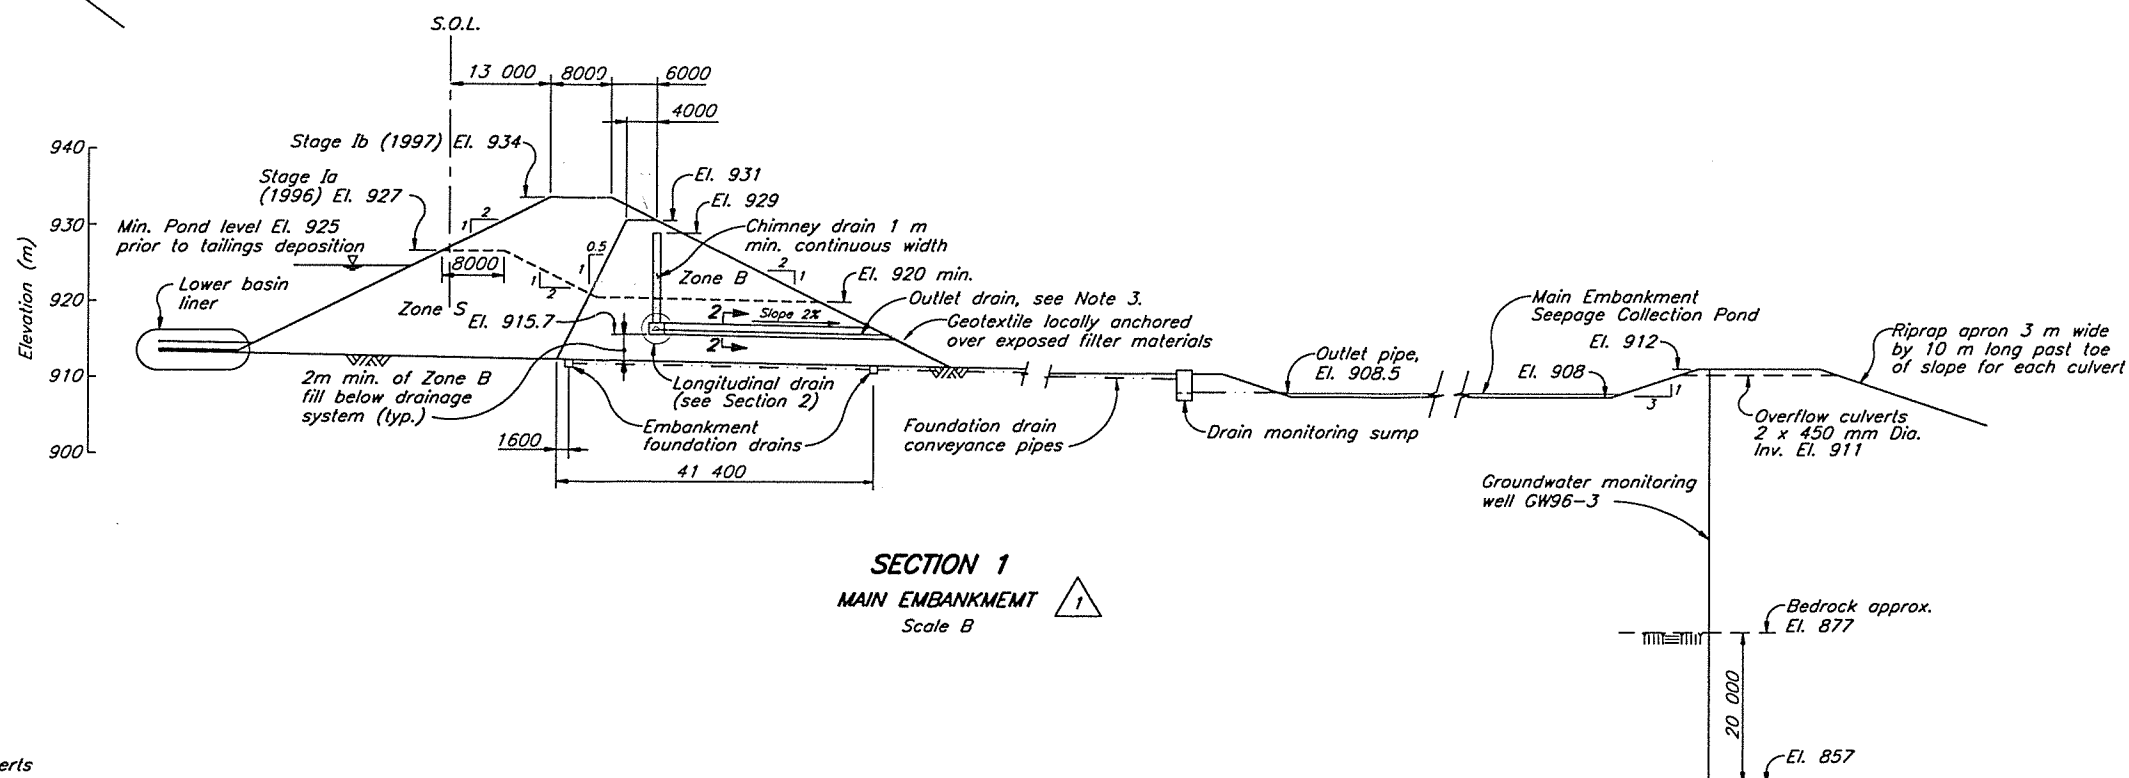 S.O.L.
13 000
8000
6000
4000
Stage Ib (1997) El. 934
Stage Ia
(1996) El. 927
Min. Pond level El. 925
prior to tailings deposition
940
930
920
910
900
Elevation (m)
2
1
8000
1
2
0.5
1
El. 931
El. 929
Chimney drain 1 m
min. continuous width
Zone B
2
1
El. 920 min.
Lower basin
liner
Zone S
El. 915.7
2
Slope 2%
2
Outlet drain, see Note 3.
Geotextile locally anchored
over exposed filter materials
2m min. of Zone B
fill below drainage
system (typ.)
Longitudinal drain
(see Section 2)
Embankment
foundation drains
1600
41 400
Foundation drain
conveyance pipes
Outlet pipe,
El. 908.5
Drain monitoring sump
Main Embankment
Seepage Collection Pond
El. 912
El. 908
3
1
Riprap apron 3 m wide
by 10 m long past toe
of slope for each culvert
Overflow culverts
2 x 450 mm Dia.
Inv. El. 911
Groundwater monitoring
well GW96-3
SECTION 1
MAIN EMBANKMEMT
1
Scale B
Bedrock approx.
El. 877
20 000
El. 857
erts